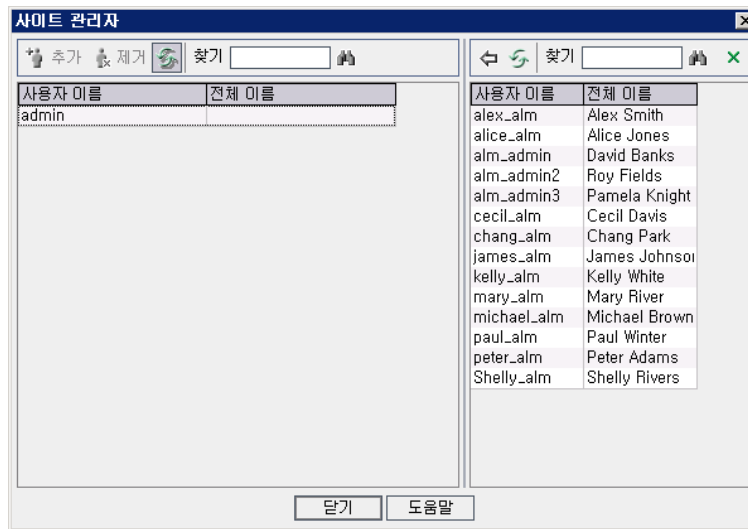 사이트 관리자
추가 제거 찾기
찾기
사용자 이름 전체 이름
admin
사용자 이름 전체 이름
alex_alm Alex Smith
alice_alm Alice Jones
alm_admin David Banks
alm_admin2 Roy Fields
alm_admin3 Pamela Knight
cecil_alm Cecil Davis
chang_alm Chang Park
james_alm James Johnson
kelly_alm Kelly White
mary_alm Mary River
michael_alm Michael Brown
paul_alm Paul Winter
peter_alm Peter Adams
Shelly_alm Shelly Rivers
닫기 도움말